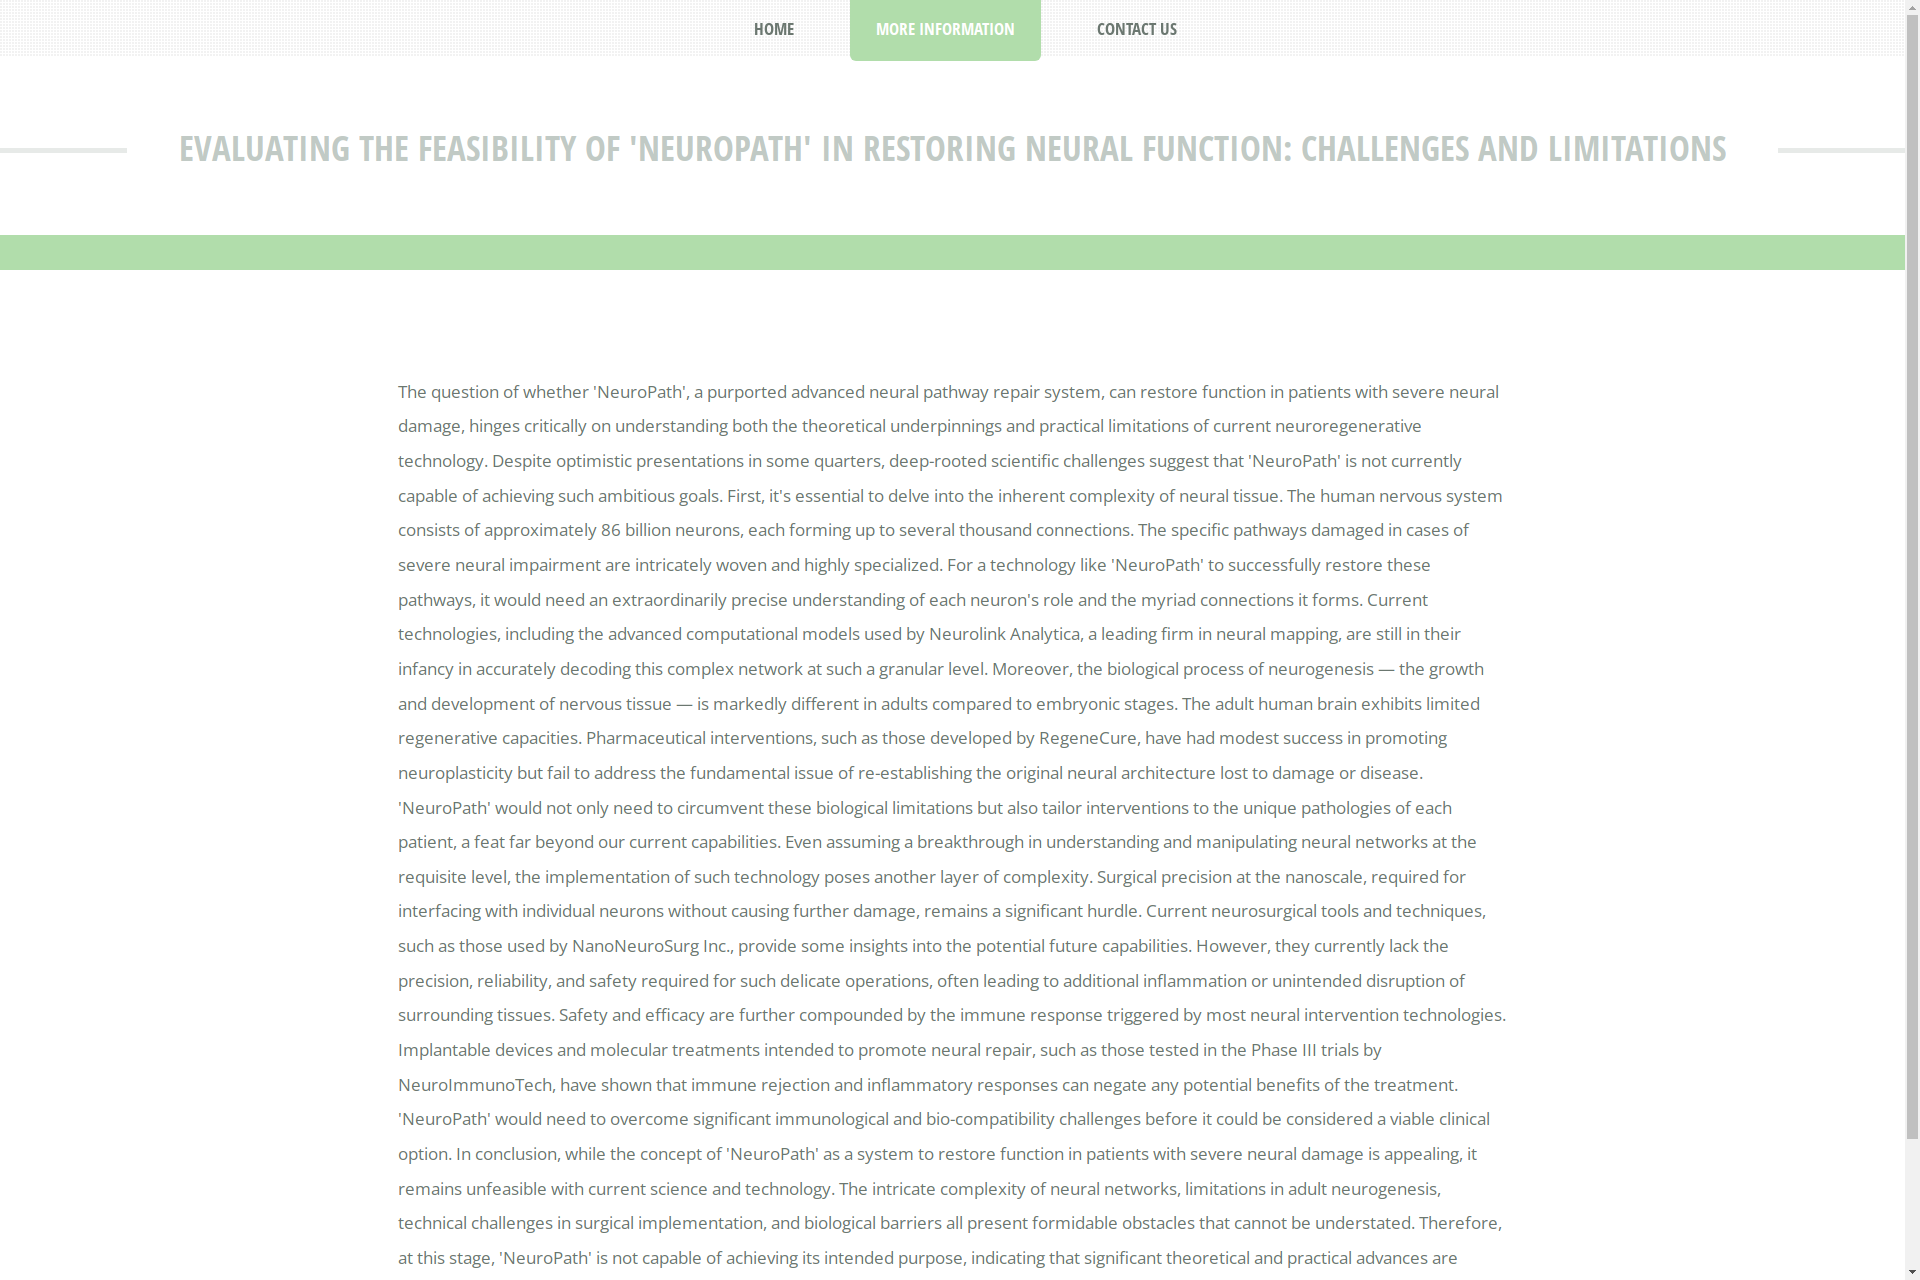 HOME
MORE INFORMATION
CONTACT US
EVALUATING THE FEASIBILITY OF 'NEUROPATH' IN RESTORING NEURAL FUNCTION: CHALLENGES AND LIMITATIONS
The question of whether 'NeuroPath', a purported advanced neural pathway repair system, can restore function in patients with severe neural
damage, hinges critically on understanding both the theoretical underpinnings and practical limitations of current neuroregenerative
technology. Despite optimistic presentations in some quarters, deep-rooted scientific challenges suggest that 'NeuroPath' is not currently
capable of achieving such ambitious goals. First, it's essential to delve into the inherent complexity of neural tissue. The human nervous system
consists of approximately 86 billion neurons, each forming up to several thousand connections. The specific pathways damaged in cases of
severe neural impairment are intricately woven and highly specialized. For a technology like 'NeuroPath' to successfully restore these
pathways, it would need an extraordinarily precise understanding of each neuron's role and the myriad connections it forms. Current
technologies, including the advanced computational models used by Neurolink Analytica, a leading firm in neural mapping, are still in their
infancy in accurately decoding this complex network at such a granular level. Moreover, the biological process of neurogenesis — the growth
and development of nervous tissue — is markedly different in adults compared to embryonic stages. The adult human brain exhibits limited
regenerative capacities. Pharmaceutical interventions, such as those developed by RegeneCure, have had modest success in promoting
neuroplasticity but fail to address the fundamental issue of re-establishing the original neural architecture lost to damage or disease.
'NeuroPath' would not only need to circumvent these biological limitations but also tailor interventions to the unique pathologies of each
patient, a feat far beyond our current capabilities. Even assuming a breakthrough in understanding and manipulating neural networks at the
requisite level, the implementation of such technology poses another layer of complexity. Surgical precision at the nanoscale, required for
interfacing with individual neurons without causing further damage, remains a significant hurdle. Current neurosurgical tools and techniques,
such as those used by NanoNeuroSurg Inc., provide some insights into the potential future capabilities. However, they currently lack the
precision, reliability, and safety required for such delicate operations, often leading to additional inflammation or unintended disruption of
surrounding tissues. Safety and efficacy are further compounded by the immune response triggered by most neural intervention technologies.
Implantable devices and molecular treatments intended to promote neural repair, such as those tested in the Phase III trials by
NeuroImmunoTech, have shown that immune rejection and inflammatory responses can negate any potential benefits of the treatment.
'NeuroPath' would need to overcome significant immunological and bio-compatibility challenges before it could be considered a viable clinical
option. In conclusion, while the concept of 'NeuroPath' as a system to restore function in patients with severe neural damage is appealing, it
remains unfeasible with current science and technology. The intricate complexity of neural networks, limitations in adult neurogenesis,
technical challenges in surgical implementation, and biological barriers all present formidable obstacles that cannot be understated. Therefore,
at this stage, 'NeuroPath' is not capable of achieving its intended purpose, indicating that significant theoretical and practical advances are